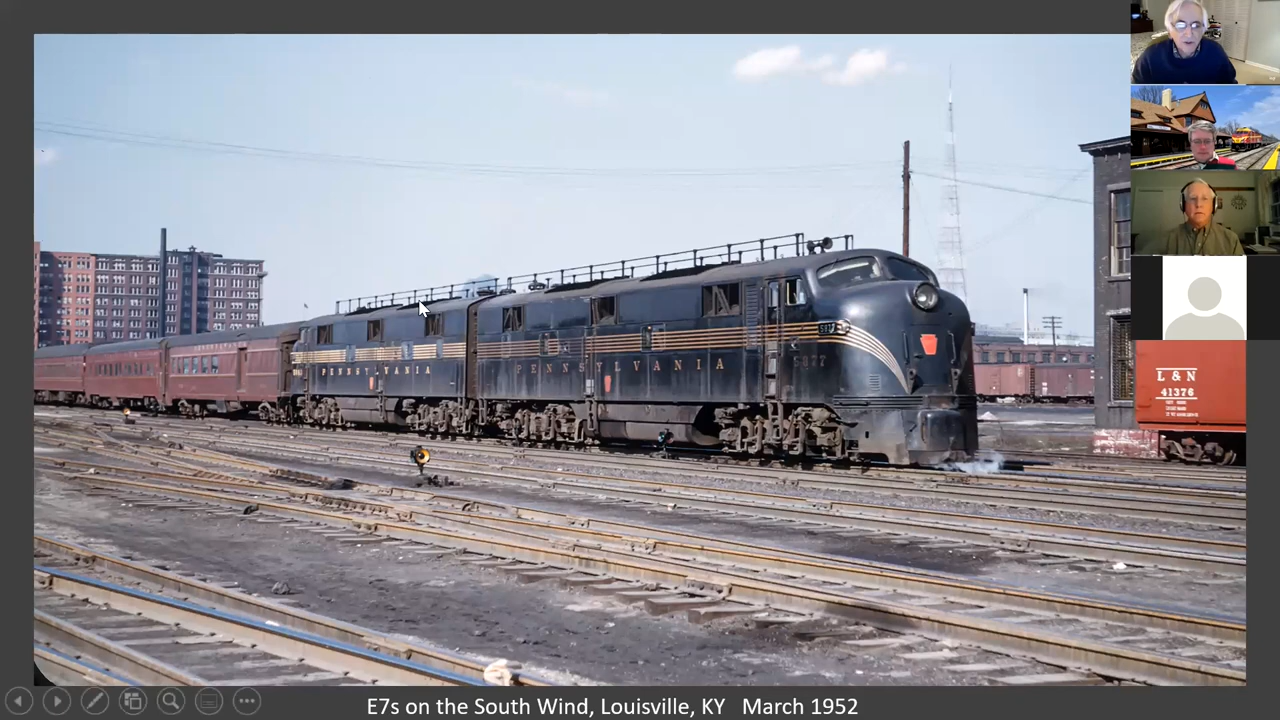 PENNSYLVANIA
PENNSYLVANIA
5877
L & N
41376
E7s on the South Wind, Louisville, KY March 1952